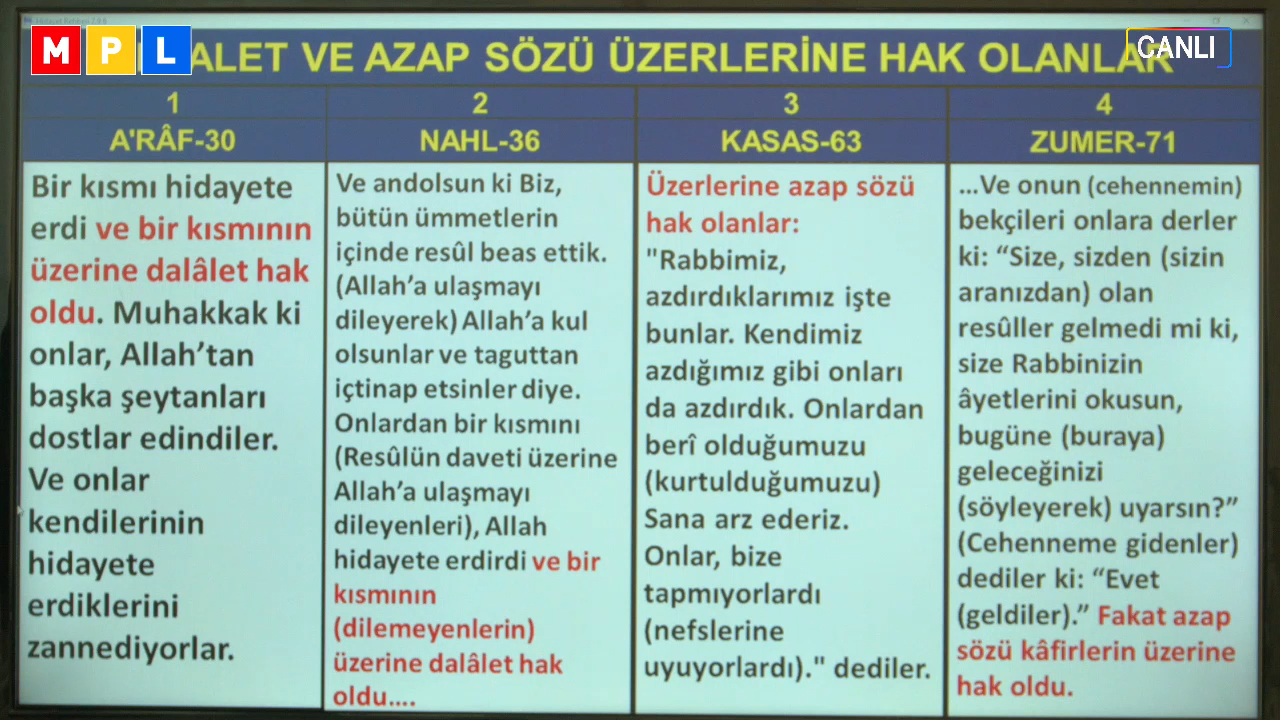 Hidayet Rehberi 2.9.6
MPL
CANLI
ALET VE AZAP SÖZÜ ÜZERLERİNE HAK OLANLAR
1
A'RÂF-30
Bir kısmı hidayete
erdi ve bir kısmının
üzerine dalâlet hak
oldu. Muhakkak ki
onlar, Allah’tan
başka şeytanları
dostlar edindiler.
Ve onlar
kendilerinin
hidayete
erdiklerini
zannediyorlar.
2
NAHL-36
Ve andolsun ki Biz,
bütün ümmetlerin
içinde resûl beas ettik.
(Allah’a ulaşmayı
dileyerek) Allah’a kul
olsunlar ve taguttan
içtinap etsinler diye.
Onlardan bir kısmını
(Resûlün daveti üzerine
Allah’a ulaşmayı
dileyenleri), Allah
hidayete erdirdi ve bir
kısmının
(dilemeyenlerin)
üzerine dalâlet hak
oldu....
3
KASAS-63
Üzerlerine azap sözü
hak olanlar:
"Rabbimiz,
azdırdıklarımız işte
bunlar. Kendimiz
azdığımız gibi onları
da azdırdık. Onlardan
berî olduğumuzu
(kurtulduğumuzu)
Sana arz ederiz.
Onlar, bize
tapmıyorlardı
(nefslerine
uyuyorlardı)." dediler.
4
ZUMER-71
...Ve onun (cehennemin)
bekçileri onlara derler
ki: “Size, sizden (sizin
aranızdan) olan
resûller gelmedi mi ki,
size Rabbinizin
âyetlerini okusun,
bugüne (buraya)
geleceğinizi
(söyleyerek) uyarsın?”
(Cehenneme gidenler)
dediler ki: “Evet
(geldiler).” Fakat azap
sözü kâfirlerin üzerine
hak oldu.